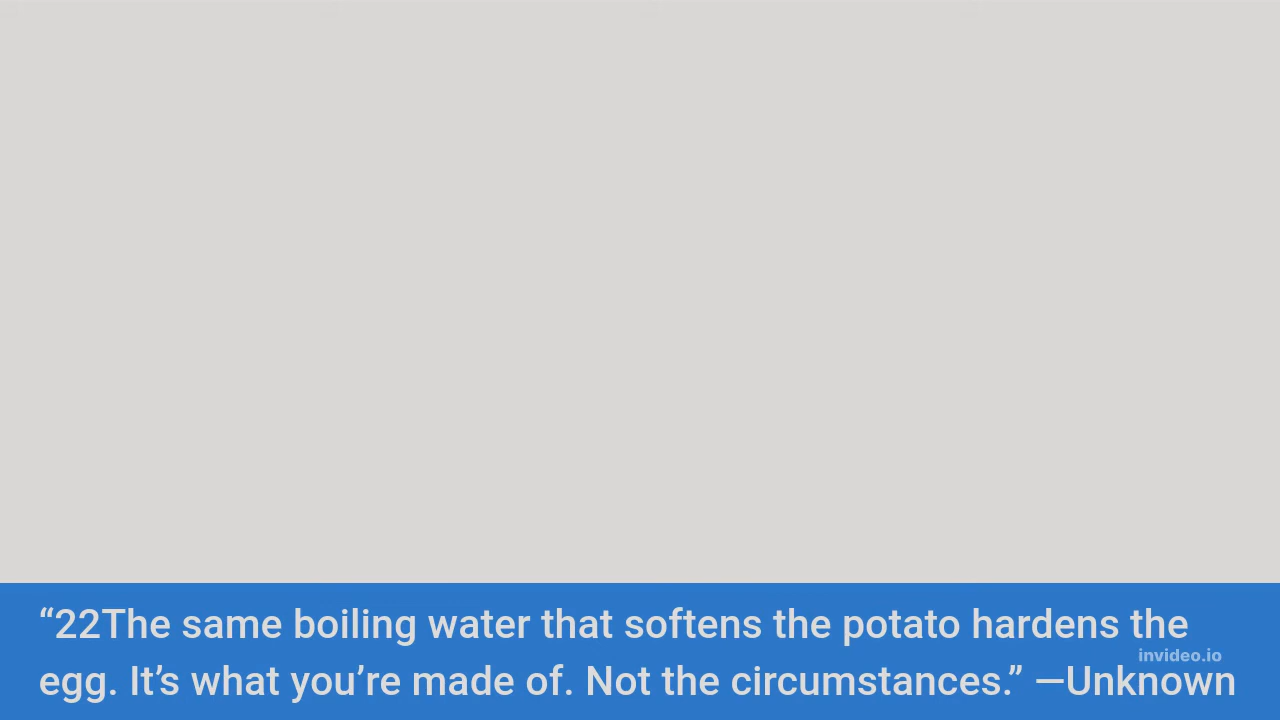 “22The same boiling water that softens the potato hardens the
invideo.io
egg. It’s what you’re made of. Not the circumstances.” —Unknown